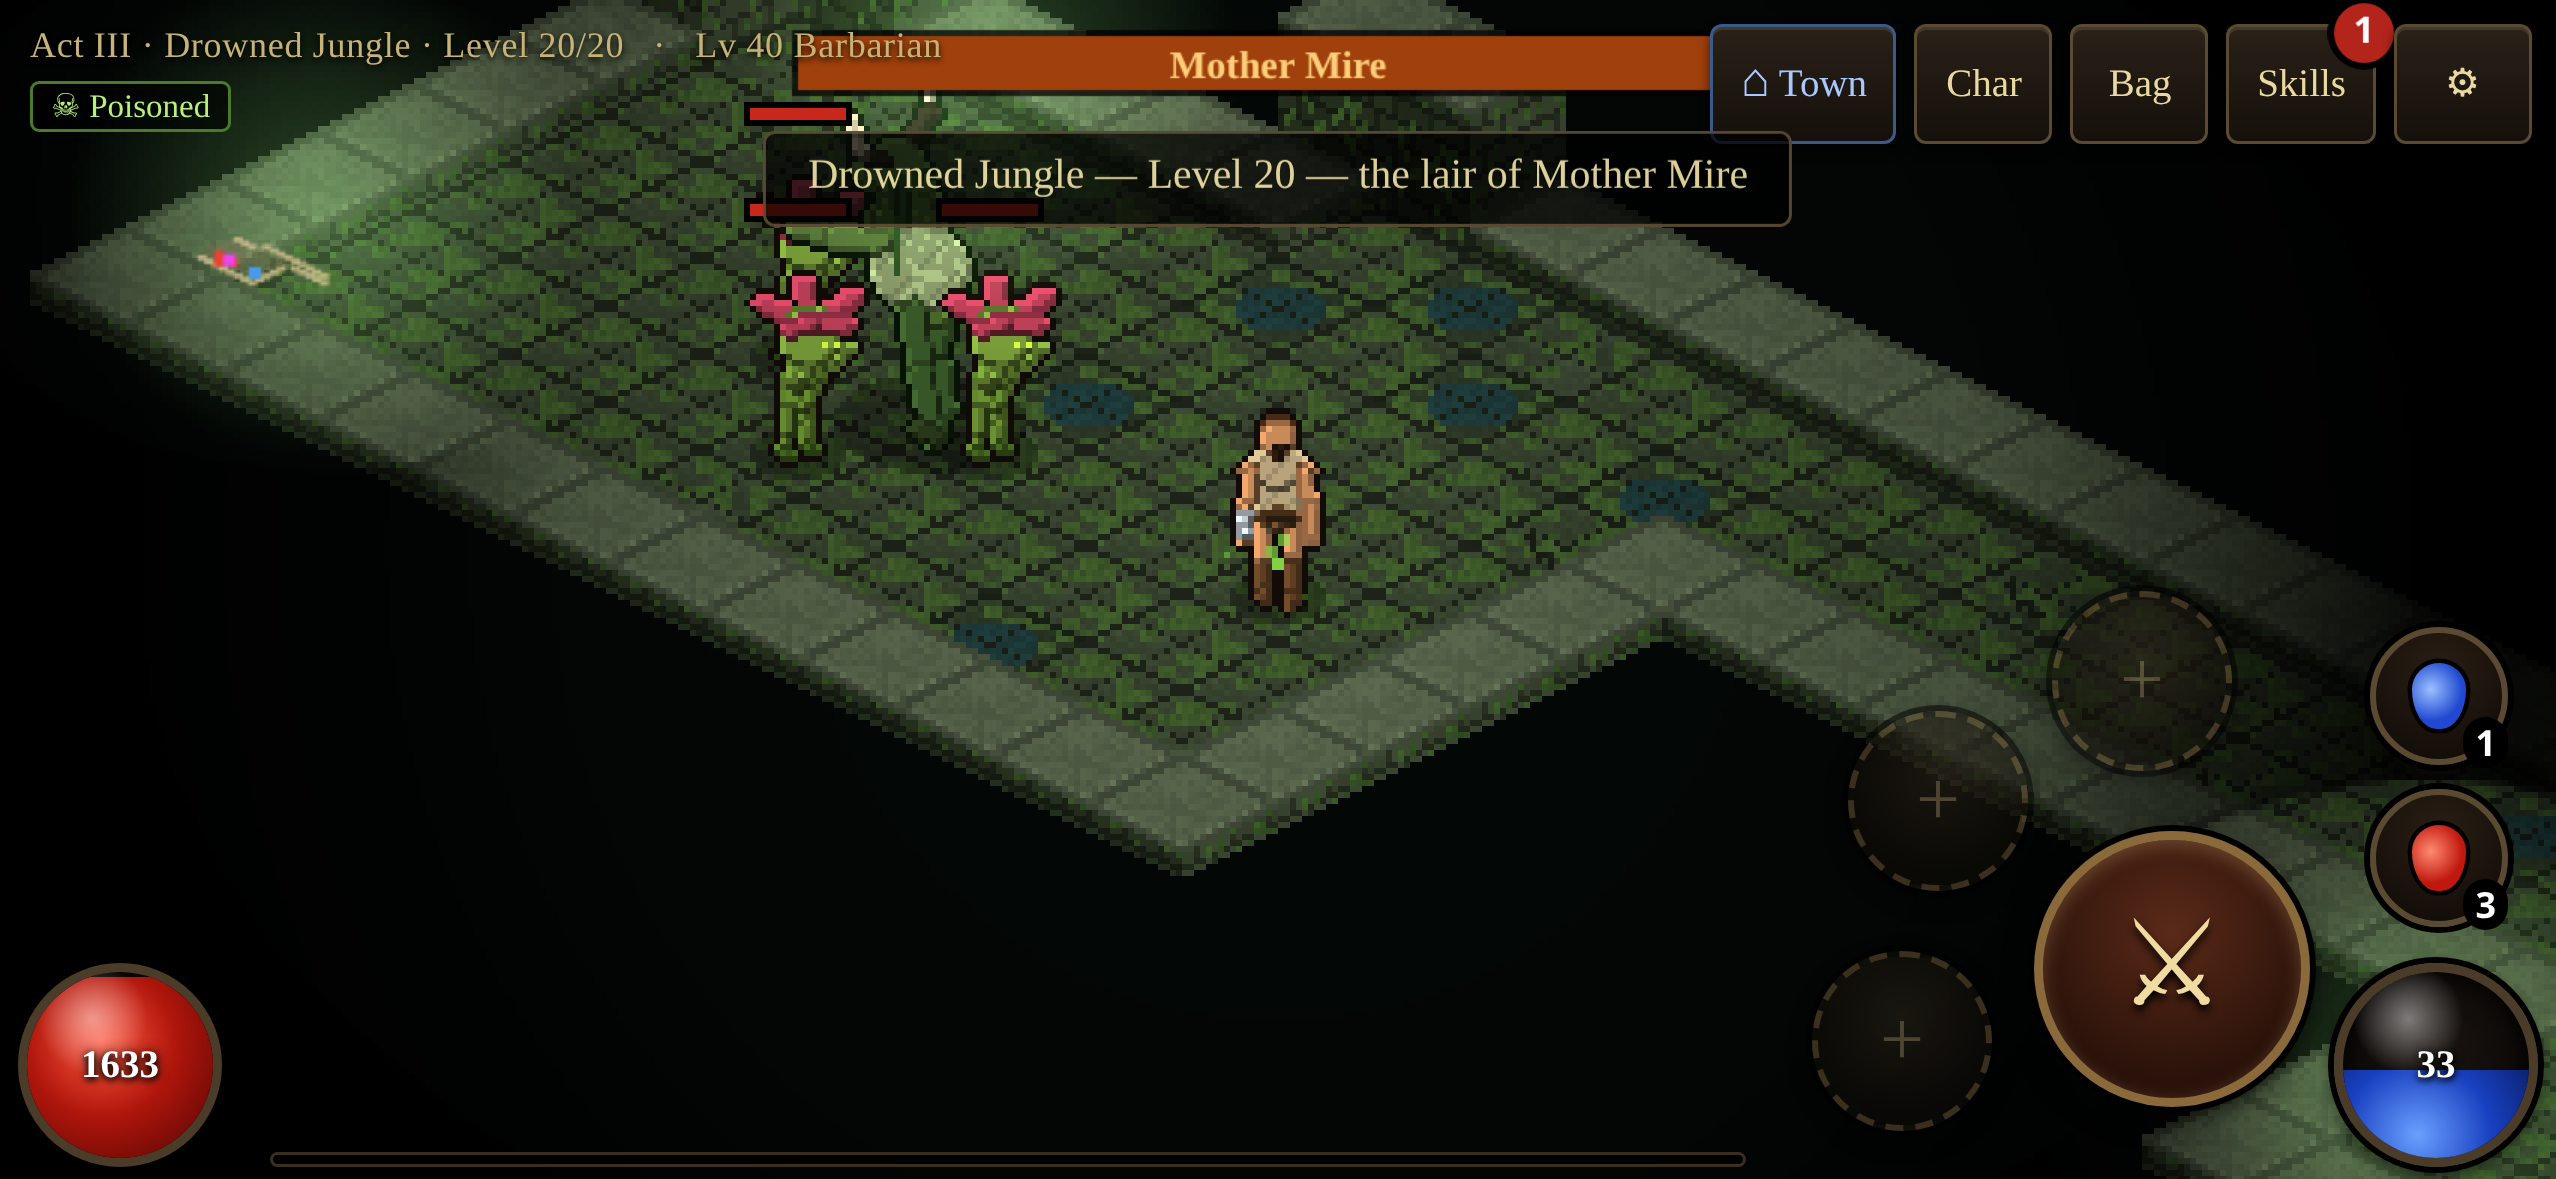 Act III · Drowned Jungle · Level 20/20 · Lv 40 Barbarian
Mother Mire
⌂ Town
Char
Bag
Skills
1
⚙
☠ Poisoned
Drowned Jungle — Level 20 — the lair of Mother Mire
1
3
1633
33